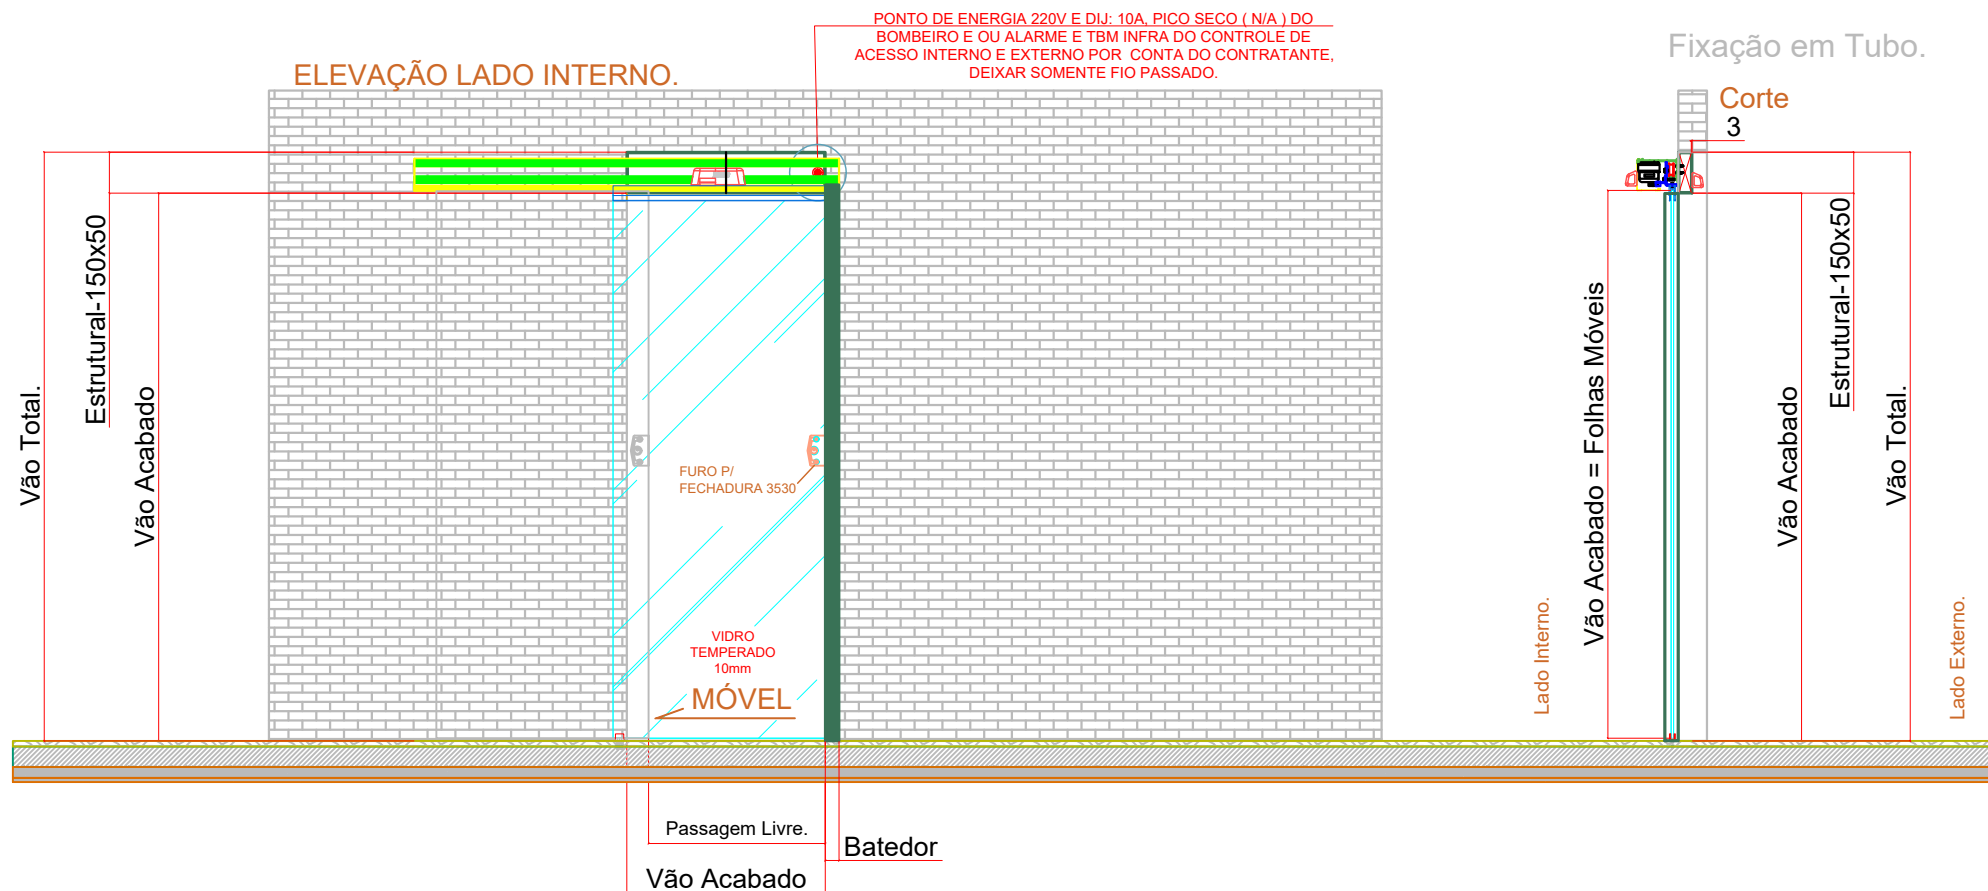 PONTO DE ENERGIA 220V E DIJ: 10A, PICO SECO ( N/A ) DO
BOMBEIRO E OU ALARME E TBM INFRA DO CONTROLE DE
ACESSO INTERNO E EXTERNO POR CONTA DO CONTRATANTE,
DEIXAR SOMENTE FIO PASSADO.
Fixação em Tubo.
ELEVAÇÃO LADO INTERNO.
Corte
3
Vão Total.
Estrutural-150x50
Vão Acabado
FURO P/
FECHADURA 3530
VIDRO
TEMPERADO
10mm
MÓVEL
Passagem Livre.
Batedor
Vão Acabado
Lado Interno.
Vão Acabado = Folhas Móveis
Vão Acabado
Estrutural-150x50
Vão Total.
Lado Externo.